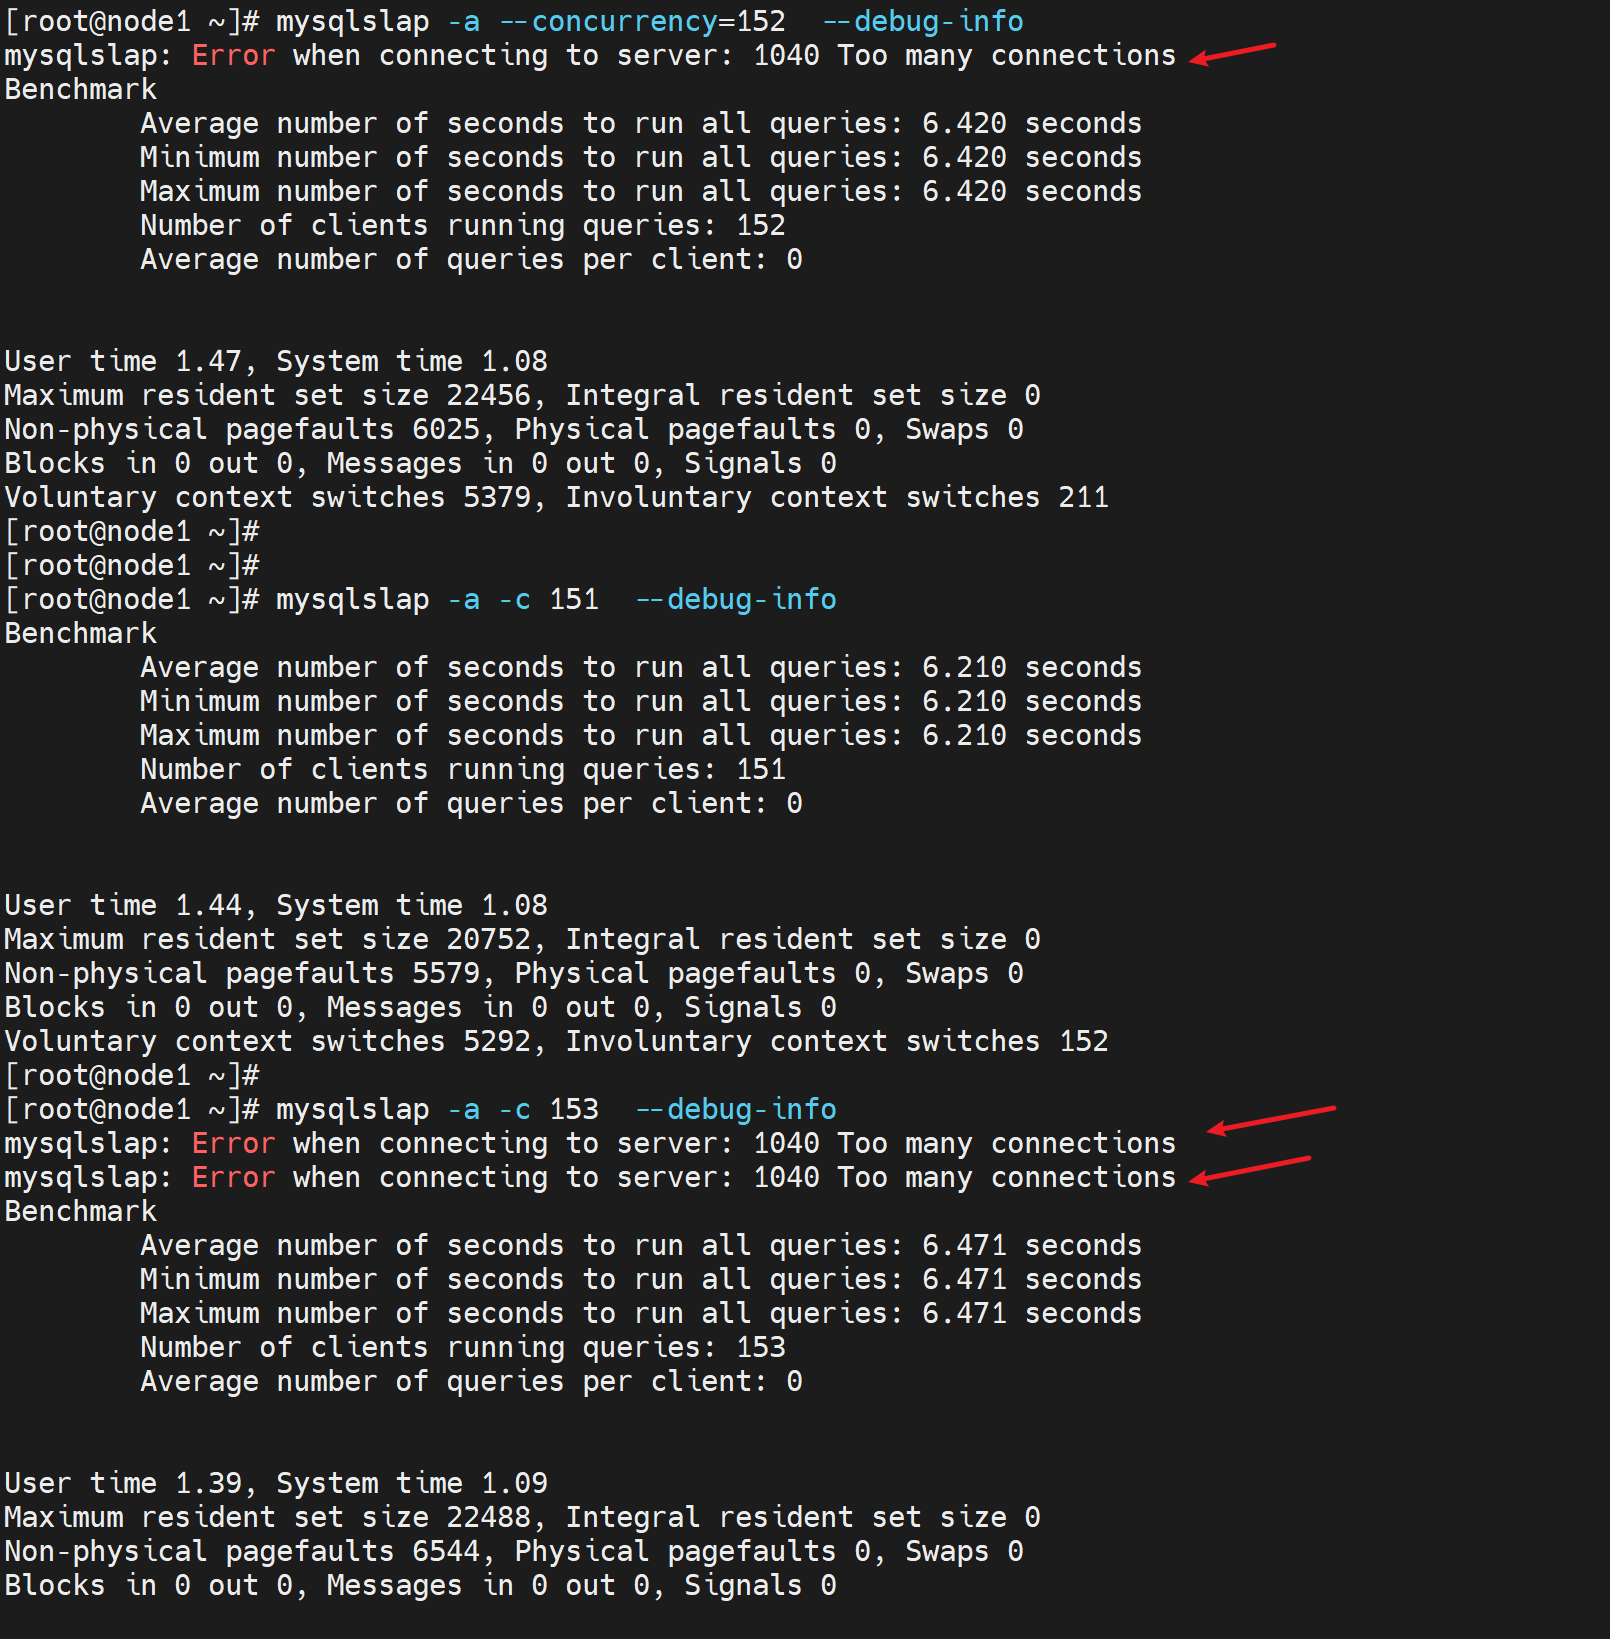 [root@node1 ~]# mysqlslap -a --concurrency=152  --debug-info
mysqlslap: Error when connecting to server: 1040 Too many connections
Benchmark
        Average number of seconds to run all queries: 6.420 seconds
        Minimum number of seconds to run all queries: 6.420 seconds
        Maximum number of seconds to run all queries: 6.420 seconds
        Number of clients running queries: 152
        Average number of queries per client: 0
User time 1.47, System time 1.08
Maximum resident set size 22456, Integral resident set size 0
Non-physical pagefaults 6025, Physical pagefaults 0, Swaps 0
Blocks in 0 out 0, Messages in 0 out 0, Signals 0
Voluntary context switches 5379, Involuntary context switches 211
[root@node1 ~]#
[root@node1 ~]#
[root@node1 ~]# mysqlslap -a -c 151  --debug-info
Benchmark
        Average number of seconds to run all queries: 6.210 seconds
        Minimum number of seconds to run all queries: 6.210 seconds
        Maximum number of seconds to run all queries: 6.210 seconds
        Number of clients running queries: 151
        Average number of queries per client: 0
User time 1.44, System time 1.08
Maximum resident set size 20752, Integral resident set size 0
Non-physical pagefaults 5579, Physical pagefaults 0, Swaps 0
Blocks in 0 out 0, Messages in 0 out 0, Signals 0
Voluntary context switches 5292, Involuntary context switches 152
[root@node1 ~]#
[root@node1 ~]# mysqlslap -a -c 153  --debug-info
mysqlslap: Error when connecting to server: 1040 Too many connections
mysqlslap: Error when connecting to server: 1040 Too many connections
Benchmark
        Average number of seconds to run all queries: 6.471 seconds
        Minimum number of seconds to run all queries: 6.471 seconds
        Maximum number of seconds to run all queries: 6.471 seconds
        Number of clients running queries: 153
        Average number of queries per client: 0
User time 1.39, System time 1.09
Maximum resident set size 22488, Integral resident set size 0
Non-physical pagefaults 6544, Physical pagefaults 0, Swaps 0
Blocks in 0 out 0, Messages in 0 out 0, Signals 0